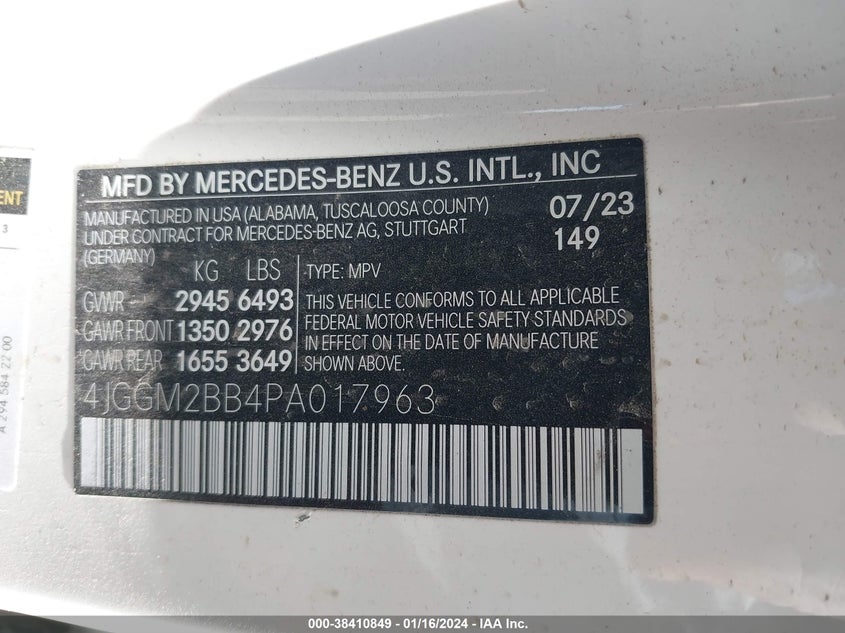 ENT
3
A 294 584 22 00
MFD BY MERCEDES-BENZ U.S. INTL., INC
MANUFACTURED IN USA (ALABAMA, TUSCALOOSA COUNTY)
UNDER CONTRACT FOR MERCEDES-BENZ AG, STUTTGART
(GERMANY)
07/23
149
KG LBS
GVWR 2945 6493
GAWR FRONT 1350 2976
GAWR REAR 1655 3649
TYPE: MPV
THIS VEHICLE CONFORMS TO ALL APPLICABLE
FEDERAL MOTOR VEHICLE SAFETY STANDARDS
IN EFFECT ON THE DATE OF MANUFACTURE
SHOWN ABOVE.
4JGGM2BB4PA017963
000-38410849 - 01/16/2024 - IAA Inc.